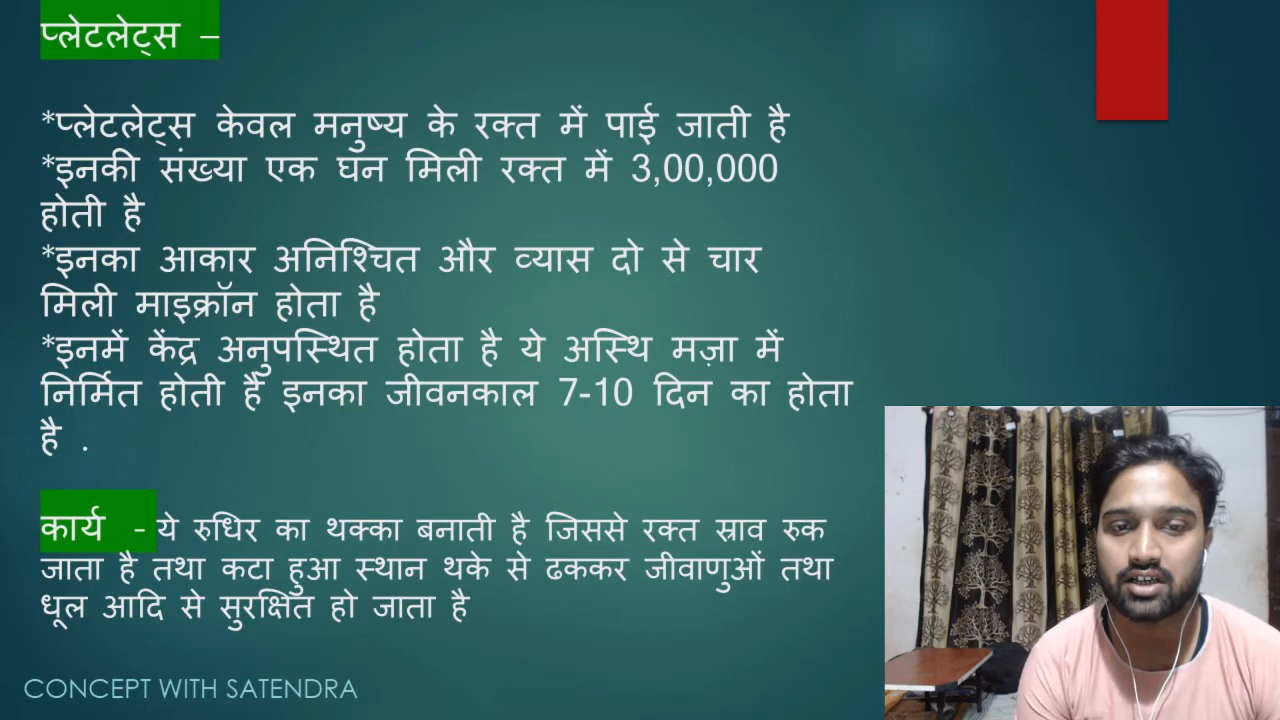 प्लेटलेट्स –
*प्लेटलेट्स केवल मनुष्य के रक्त में पाई जाती है
*इनकी संख्या एक घन मिली रक्त में 3,00,000
होती है
*इनका आकार अनिश्चित और व्यास दो से चार
मिली माइक्रॉन होता है
*इनमें केंद्र अनुपस्थित होता है ये अस्थि मज़ा में
निर्मित होती है इनका जीवनकाल 7-10 दिन का होता
है .
कार्य - ये रुधिर का थक्का बनाती है जिससे रक्त स्राव रुक
जाता है तथा कटा हुआ स्थान थके से ढककर जीवाणुओं तथा
धूल आदि से सुरक्षित हो जाता है
CONCEPT WITH SATENDRA